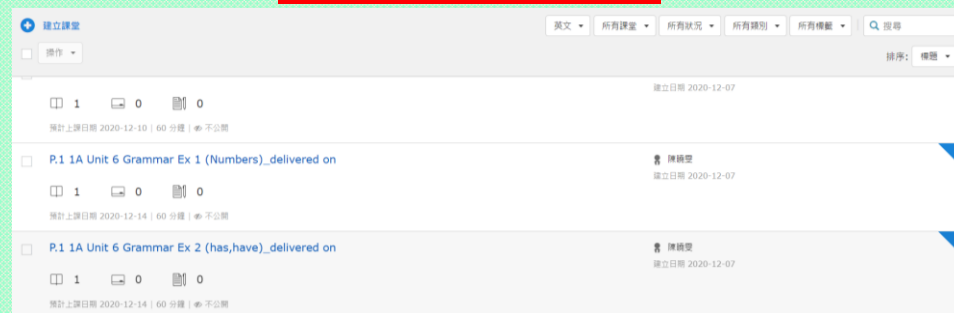 建立課堂
英文 所有課堂 所有狀況 所有類別 所有標籤 搜尋
操作
排序: 標題
建立日期 2020-12-07
1 0 0
預計上課日期 2020-12-10 | 60 分鐘 | 不公開
P.1 1A Unit 6 Grammar Ex 1 (Numbers)_delivered on
建立日期 2020-12-07
1 0 0
預計上課日期 2020-12-14 | 60 分鐘 | 不公開
P.1 1A Unit 6 Grammar Ex 2 (has,have)_delivered on
建立日期 2020-12-07
1 0 0
預計上課日期 2020-12-14 | 60 分鐘 | 不公開